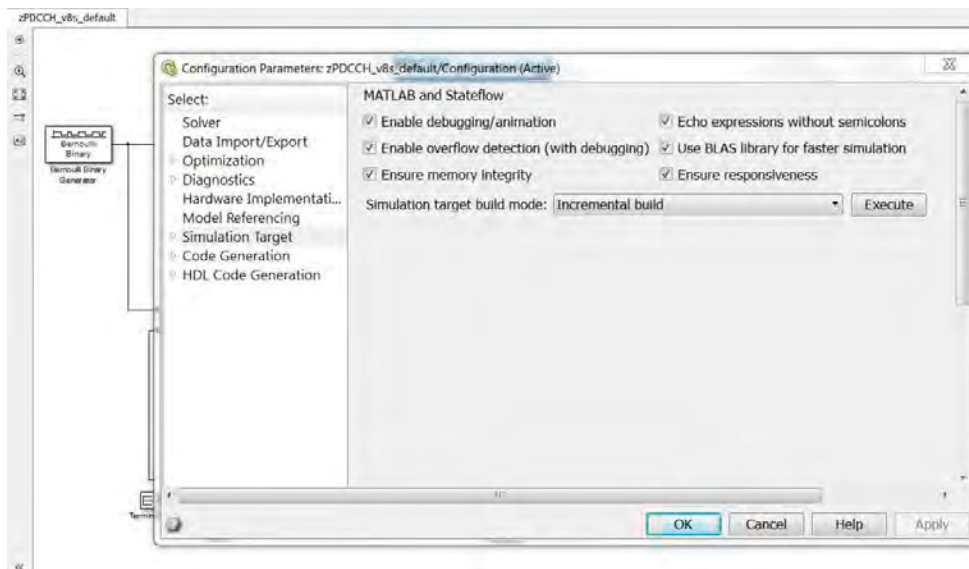 zPDCCH_v8s_default
Configuration Parameters: zPDCCH_v8s_default/Configuration (Active)
Select:
Solver
Data Import/Export
Optimization
Diagnostics
Hardware Implementati...
Model Referencing
Simulation Target
Code Generation
HDL Code Generation
MATLAB and Stateflow
Enable debugging/animation
Echo expressions without semicolons
Enable overflow detection (with debugging)
Use BLAS library for faster simulation
Ensure memory integrity
Ensure responsiveness
Simulation target build mode: Incremental build
Execute
Bernoulli
Binary
Bernoulli Binary
Generator
Termin
OK
Cancel
Help
Apply